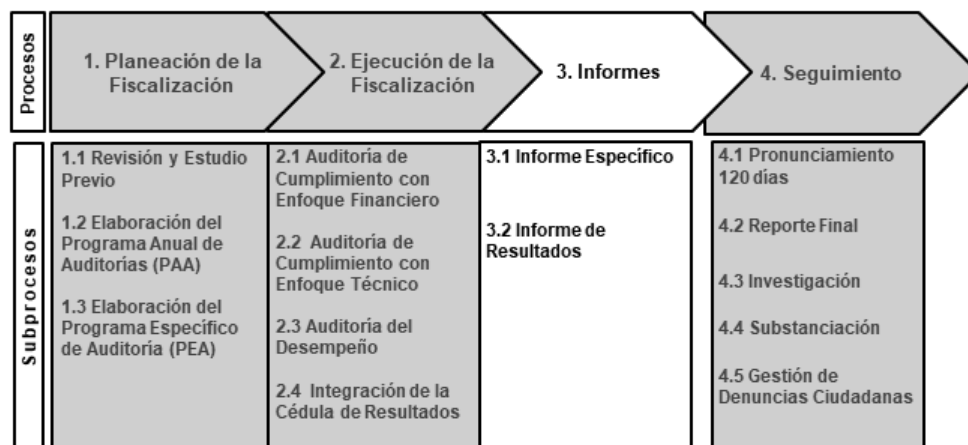 Procesos
1. Planeación de la
Fiscalización
2. Ejecución de la
Fiscalización
3. Informes
4. Seguimiento
Subprocesos
1.1 Revisión y Estudio
Previo
1.2 Elaboración del
Programa Anual de
Auditorías (PAA)
1.3 Elaboración del
Programa Específico
de Auditoría (PEA)
2.1 Auditoría de
Cumplimiento con
Enfoque Financiero
2.2 Auditoría de
Cumplimiento con
Enfoque Técnico
2.3 Auditoría del
Desempeño
2.4 Integración de la
Cédula de Resultados
3.1 Informe Específico
3.2 Informe de
Resultados
4.1 Pronunciamiento
120 días
4.2 Reporte Final
4.3 Investigación
4.4 Substanciación
4.5 Gestión de
Denuncias Ciudadanas